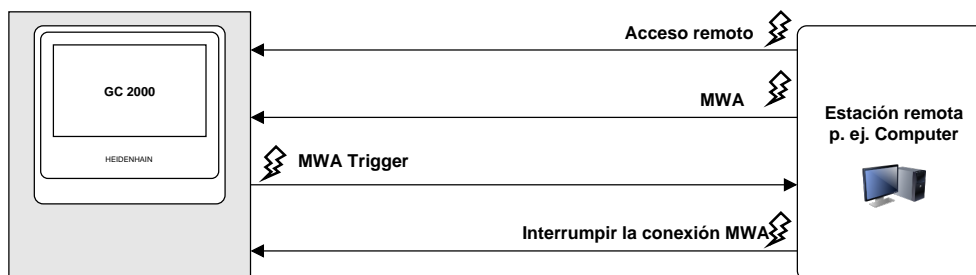 Acceso remoto
GC 2000
MWA
Estación remota
p. ej. Computer
HEIDENHAIN
MWA Trigger
Interrumpir la conexión MWA